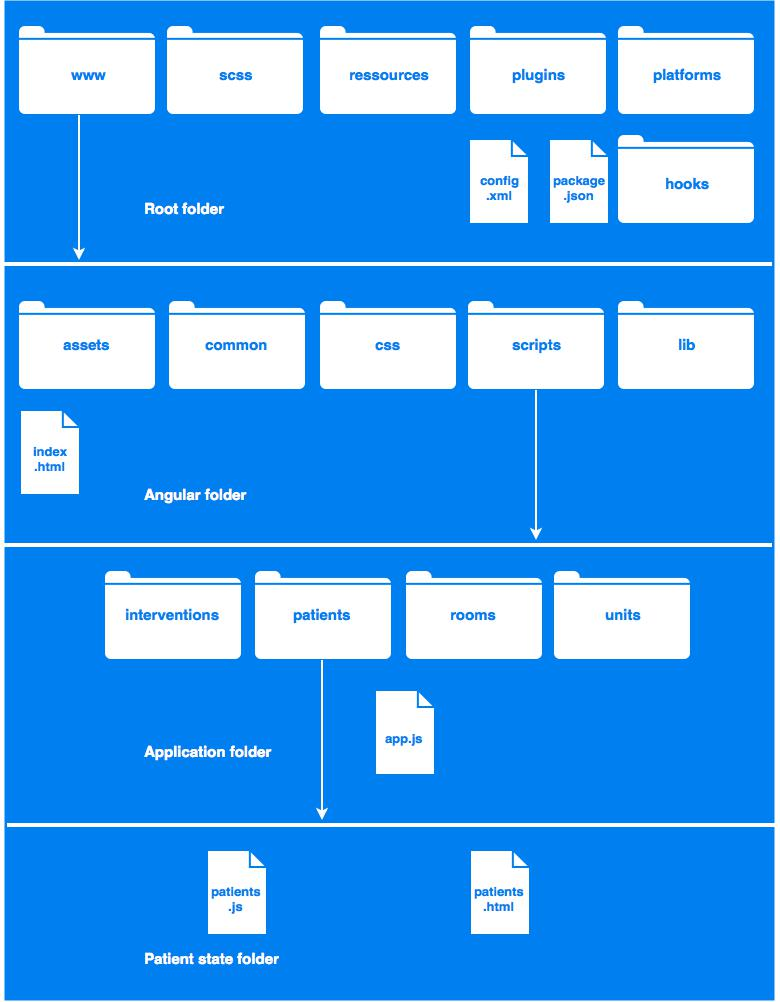 www
scss
ressources
plugins
platforms
config
.xml
package
.json
hooks
Root folder
assets
common
css
scripts
lib
index
.html
Angular folder
interventions
patients
rooms
units
app.js
Application folder
patients
.js
patients
.html
Patient state folder